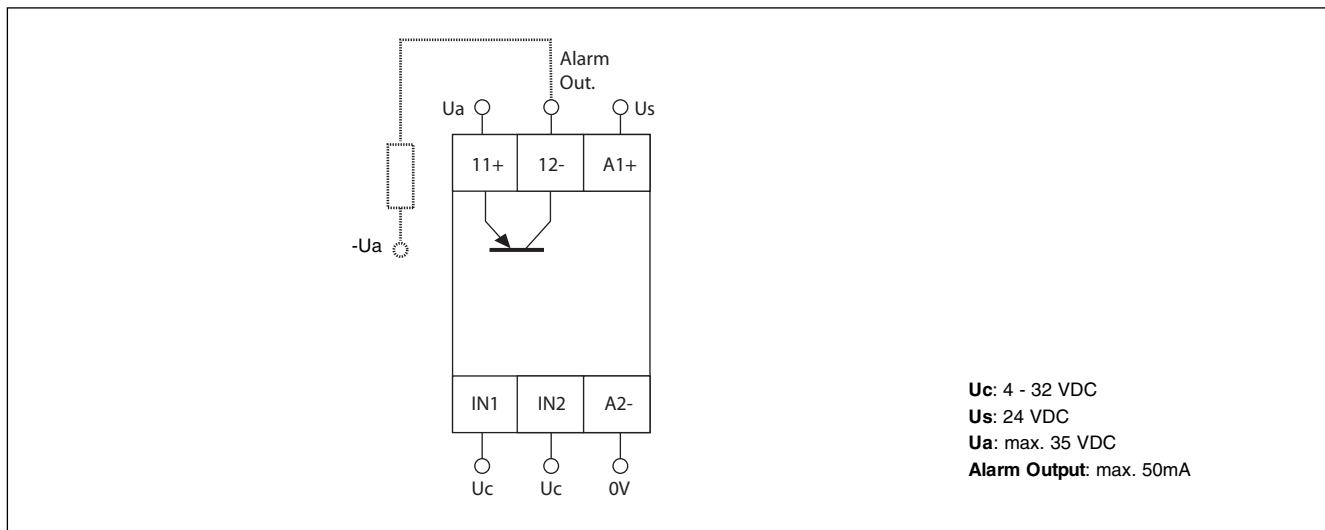 Alarm
Out.
Ua
Us
11+
12-
A1+
-Ua
IN1
IN2
A2-
Uc
Uc
0V
Uc: 4 - 32 VDC
Us: 24 VDC
Ua: max. 35 VDC
Alarm Output: max. 50mA